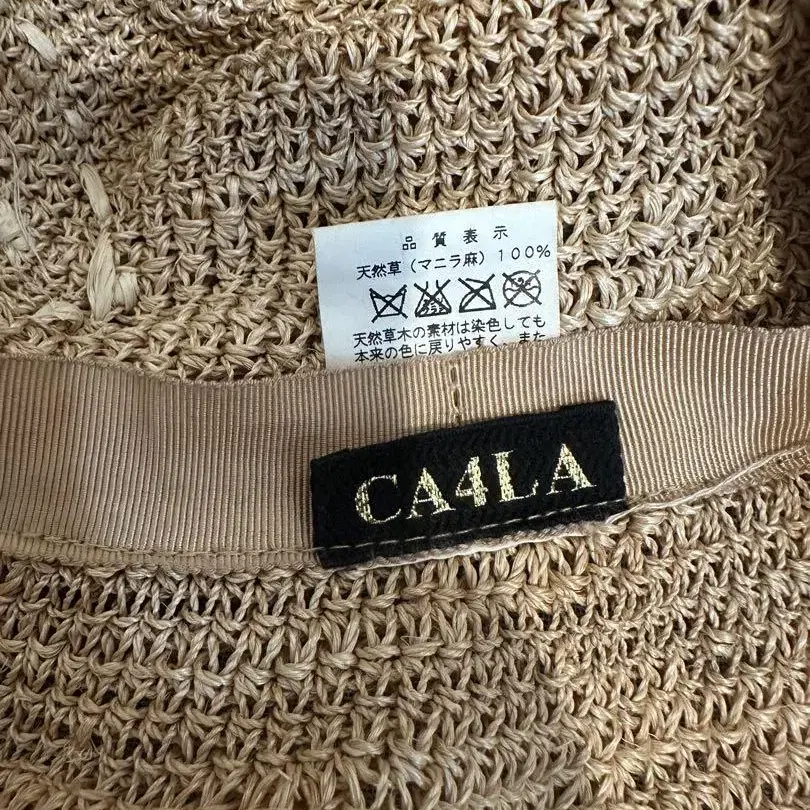 品質表示
天然草（マニラ麻）100%
天然草木の素材は染色しても
本来の色に戻りやすく、また
CA4LA